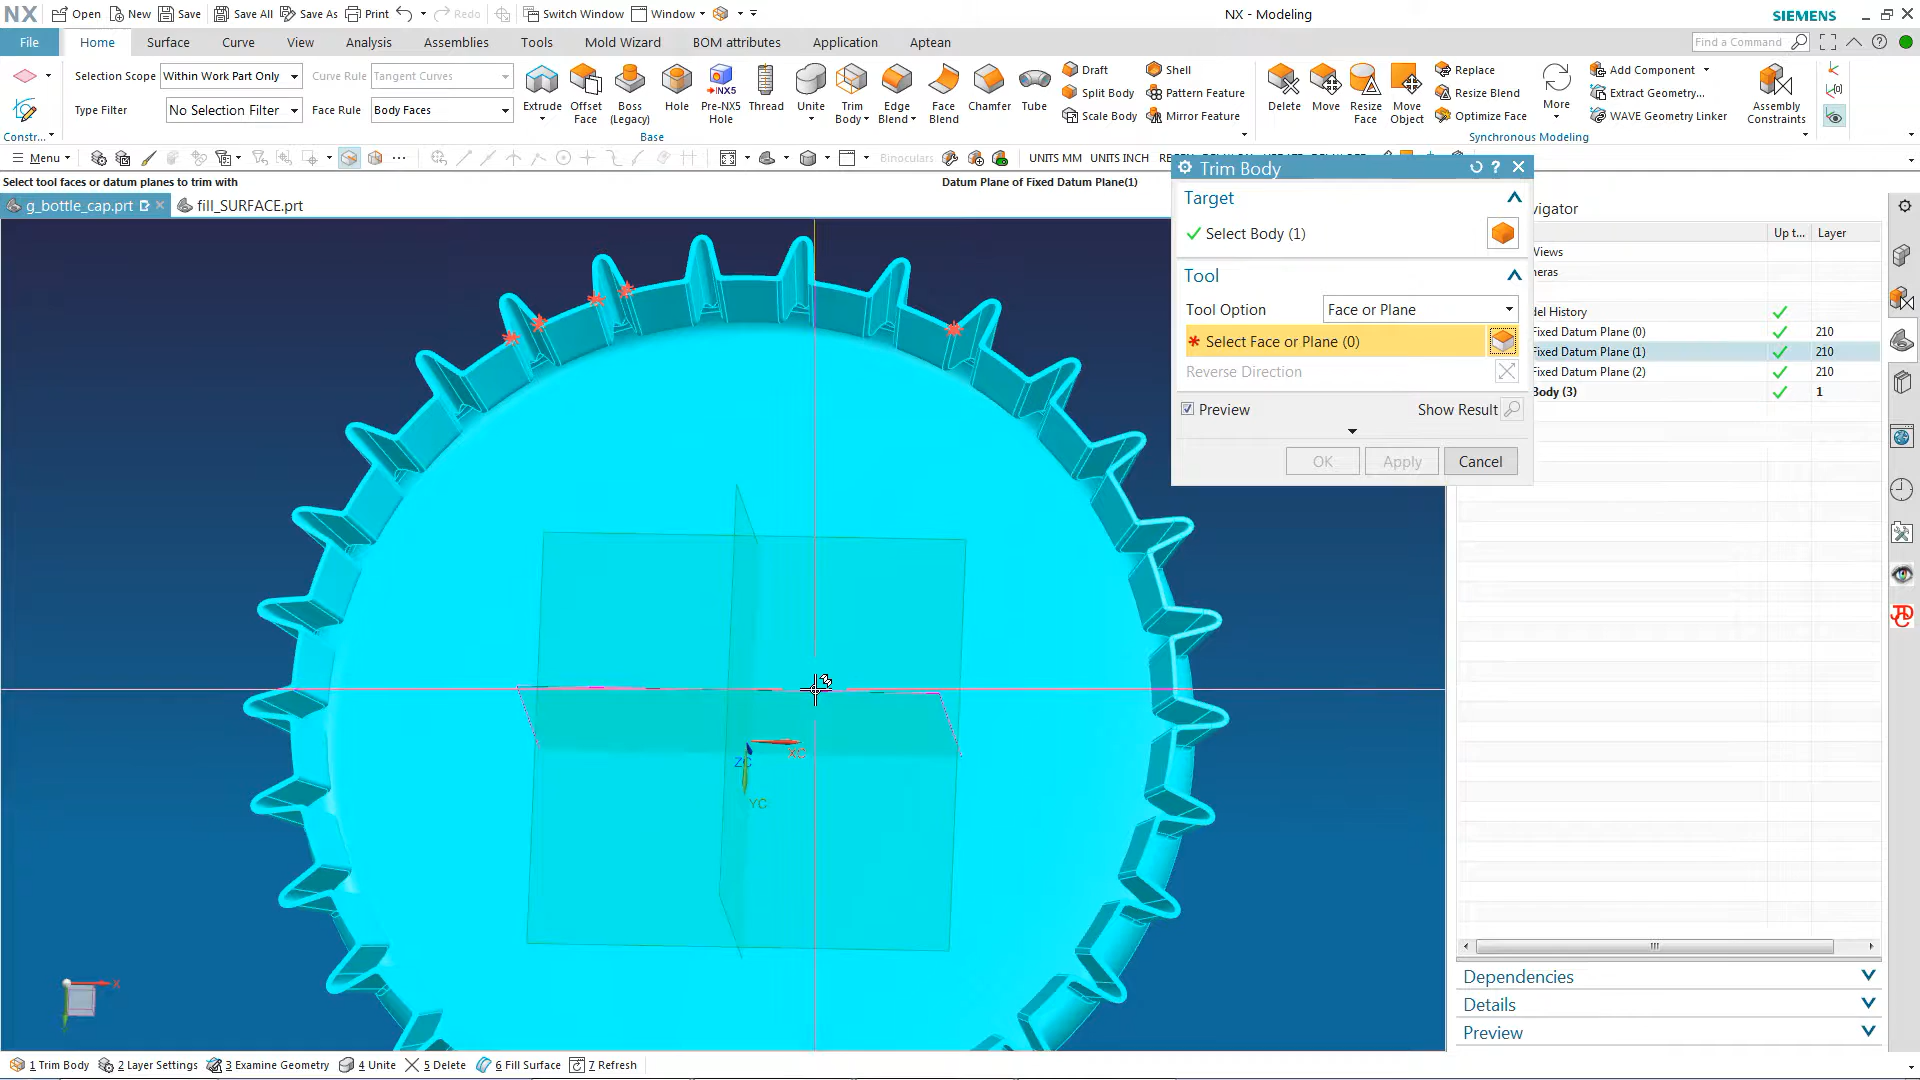 NX Open New Save Save All Save As Print Redo Switch Window Window NX - Modeling SIEMENS
File Home Surface Curve View Analysis Assemblies Tools Mold Wizard BOM attributes Application Aptean Find a Command
Selection Scope Within Work Part Only Curve Rule Tangent Curves
Type Filter No Selection Filter Face Rule Body Faces
Constr...
Extrude
Offset Face
Boss (Legacy)
Hole
NX5
Pre-NX5 Hole
Thread
Unite
Trim Body
Edge Blend
Face Blend
Chamfer
Tube
Draft
Split Body
Scale Body
Shell
Pattern Feature
Mirror Feature
Base
Delete
Move
Resize Face
Move Object
Replace
Resize Blend
Optimize Face
More
Synchronous Modeling
Add Component
Extract Geometry...
WAVE Geometry Linker
Assembly Constraints
Menu Binoculars UNITS MM UNITS INCH
Select tool faces or datum planes to trim with Datum Plane of Fixed Datum Plane(1)
g_bottle_cap.prt fill_SURFACE.prt
Trim Body
Target
Select Body (1)
Tool
Tool Option Face or Plane
Select Face or Plane (0)
Reverse Direction
Preview Show Result
OK Apply Cancel
vigator
Up t... Layer
Views
neras
del History
Fixed Datum Plane (0) 210
Fixed Datum Plane (1) 210
Fixed Datum Plane (2) 210
Body (3) 1
XC
ZC
YC
X
Dependencies
Details
Preview
1 Trim Body 2 Layer Settings 3 Examine Geometry 4 Unite 5 Delete 6 Fill Surface 7 Refresh